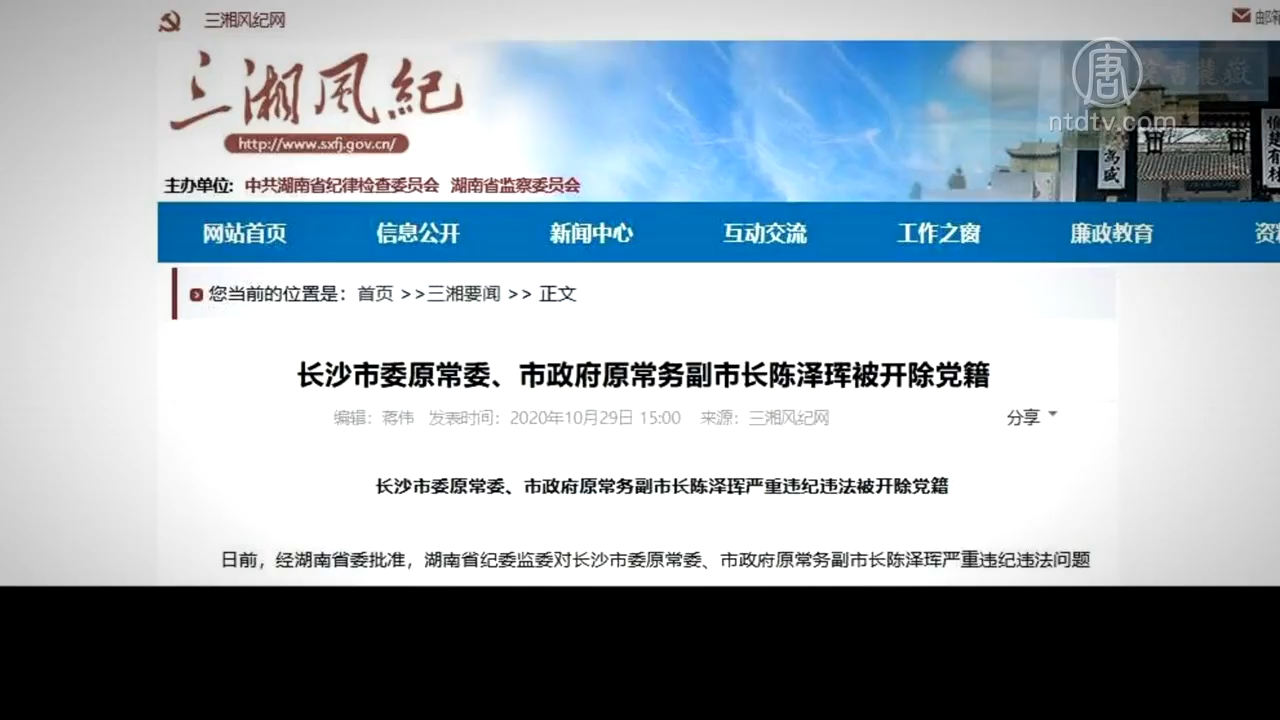 三湘风纪网
邮箱
三湘风紀
http://www.sxfj.gov.cn/
唐
ntdtv.com
主办单位: 中共湖南省纪律检查委员会 湖南省监察委员会
网站首页 信息公开 新闻中心 互动交流 工作之窗 廉政教育
您当前的位置是: 首页 >>三湘要闻 >> 正文
长沙市委原常委、市政府原常务副市长陈泽珲被开除党籍
编辑: 蒋伟 发表时间: 2020年10月29日 15:00 来源: 三湘风纪网
分享
长沙市委原常委、市政府原常务副市长陈泽珲严重违纪违法被开除党籍
日前，经湖南省委批准，湖南省纪委监委对长沙市委原常委、市政府原常务副市长陈泽珲严重违纪违法问题